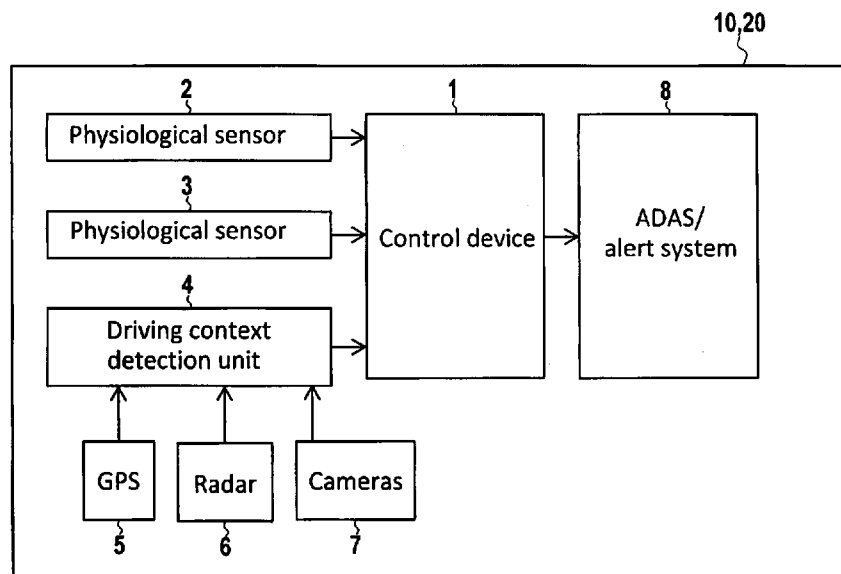 10,20
2
1
8
Physiological sensor
3
Physiological sensor
Control device
ADAS/
alert system
4
Driving context
detection unit
GPS
Radar
Cameras
5
6
7